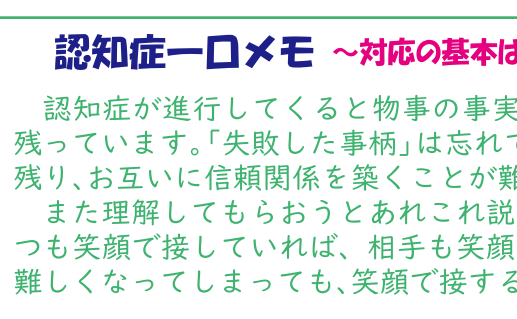 認知症一口メモ ～対応の基本は
認知症が進行してくると物事の事実
残っています。「失敗した事柄」は忘れて
残り、お互いに信頼関係を築くことが難
また理解してもらおうとあれこれ説
つも笑顔で接していれば、相手も笑顔
難しくなってしまっても、笑顔で接する